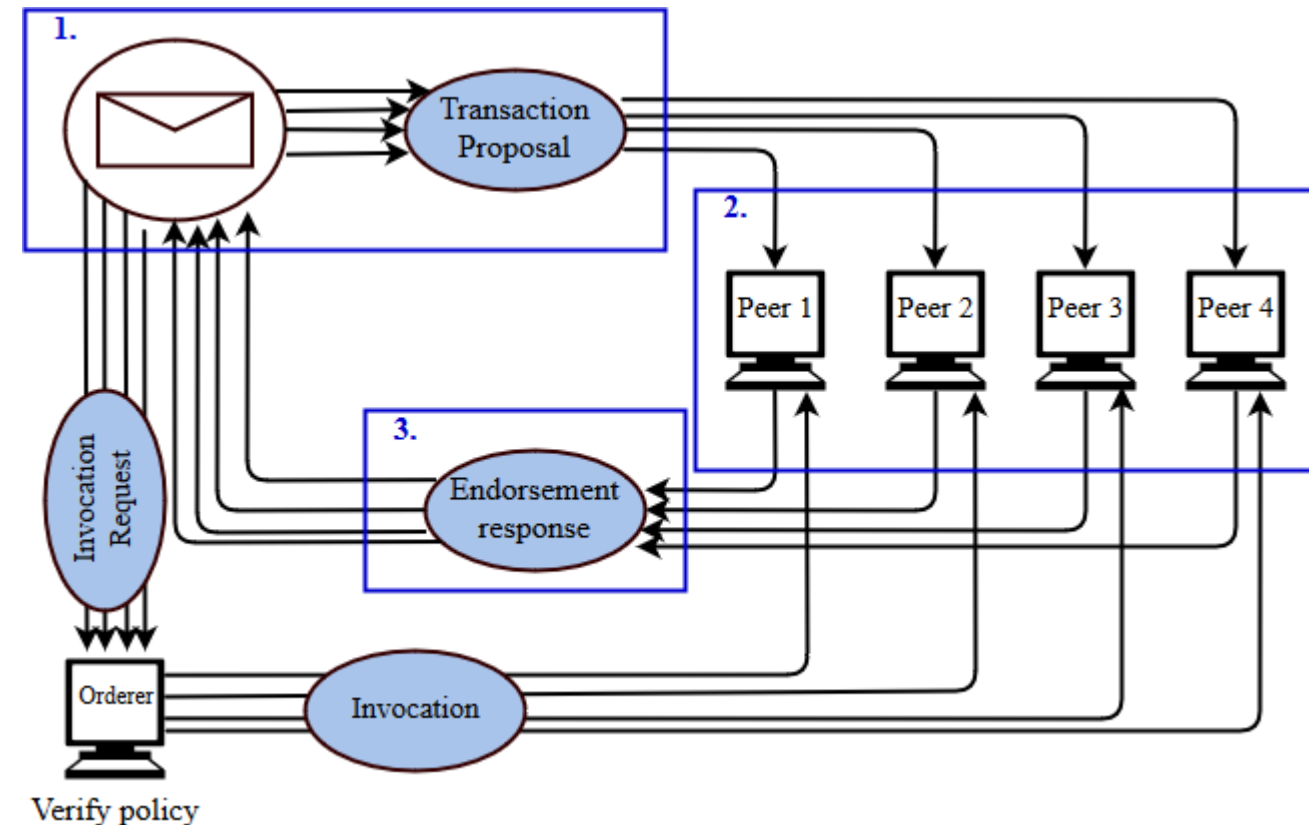 1.
Transaction
Proposal
2.
Peer 1
Peer 2
Peer 3
Peer 4
3.
Endorsement
response
Invocation
Request
Orderer
Invocation
Verify policy